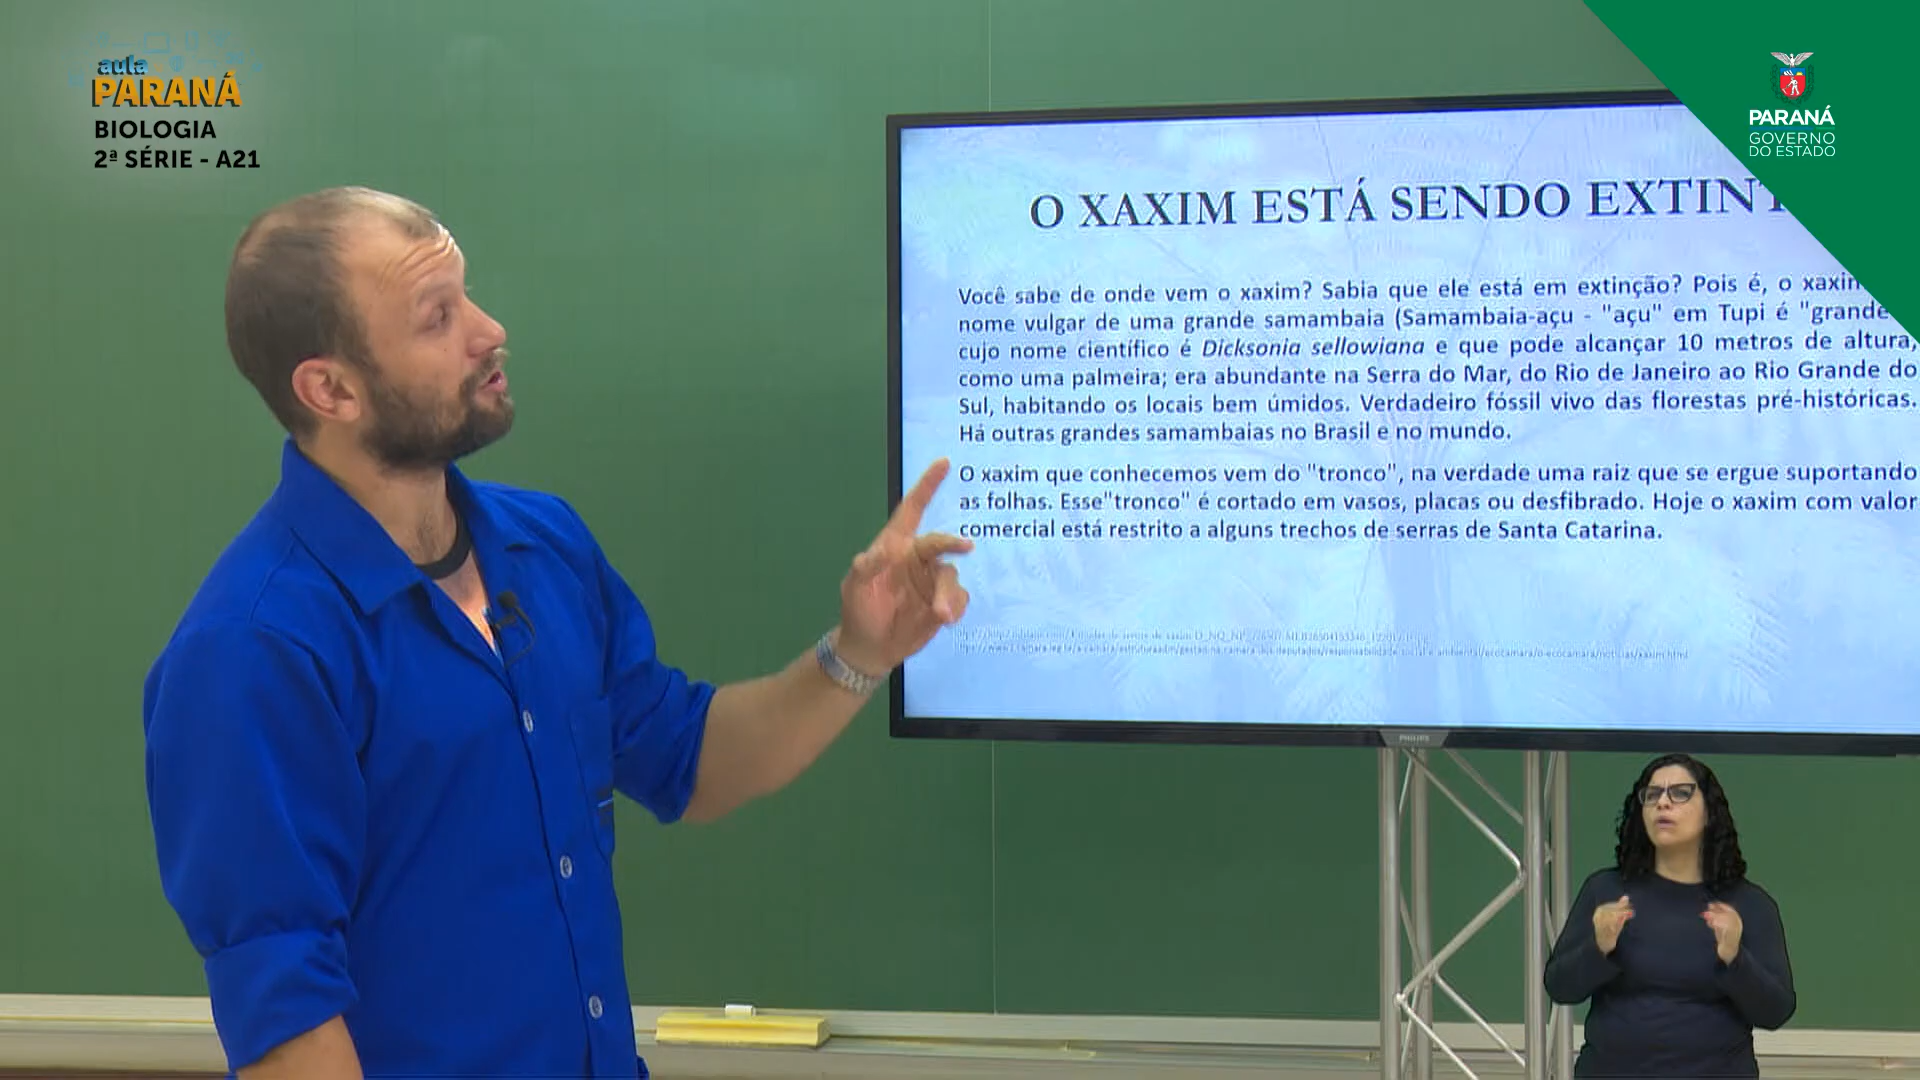 aula
PARANÁ
BIOLOGIA
2ª SÉRIE - A21
PARANÁ
GOVERNO
DO ESTADO
O XAXIM ESTÁ SENDO
Você sabe de onde vem o xaxim? Sabia que ele está em extinção? Pois é, o
nome vulgar de uma grande samambaia (Samambaia-açu - "açu" em Tupi é "grande
cujo nome científico é Dicksonia sellowiana e que pode alcançar 10 metros de altura,
como uma palmeira; era abundante na Serra do Mar, do Rio de Janeiro ao Rio Grande do
Sul, habitando os locais bem úmidos. Verdadeiro fóssil vivo das florestas pré-históricas.
Há outras grandes samambaias no Brasil e no mundo.
O xaxim que conhecemos vem do "tronco", na verdade uma raiz que se ergue suportando
as folhas. Esse"tronco" é cortado em vasos, placas ou desfibrado. Hoje o xaxim com valor
comercial está restrito a alguns trechos de serras de Santa Catarina.
PHILIPS